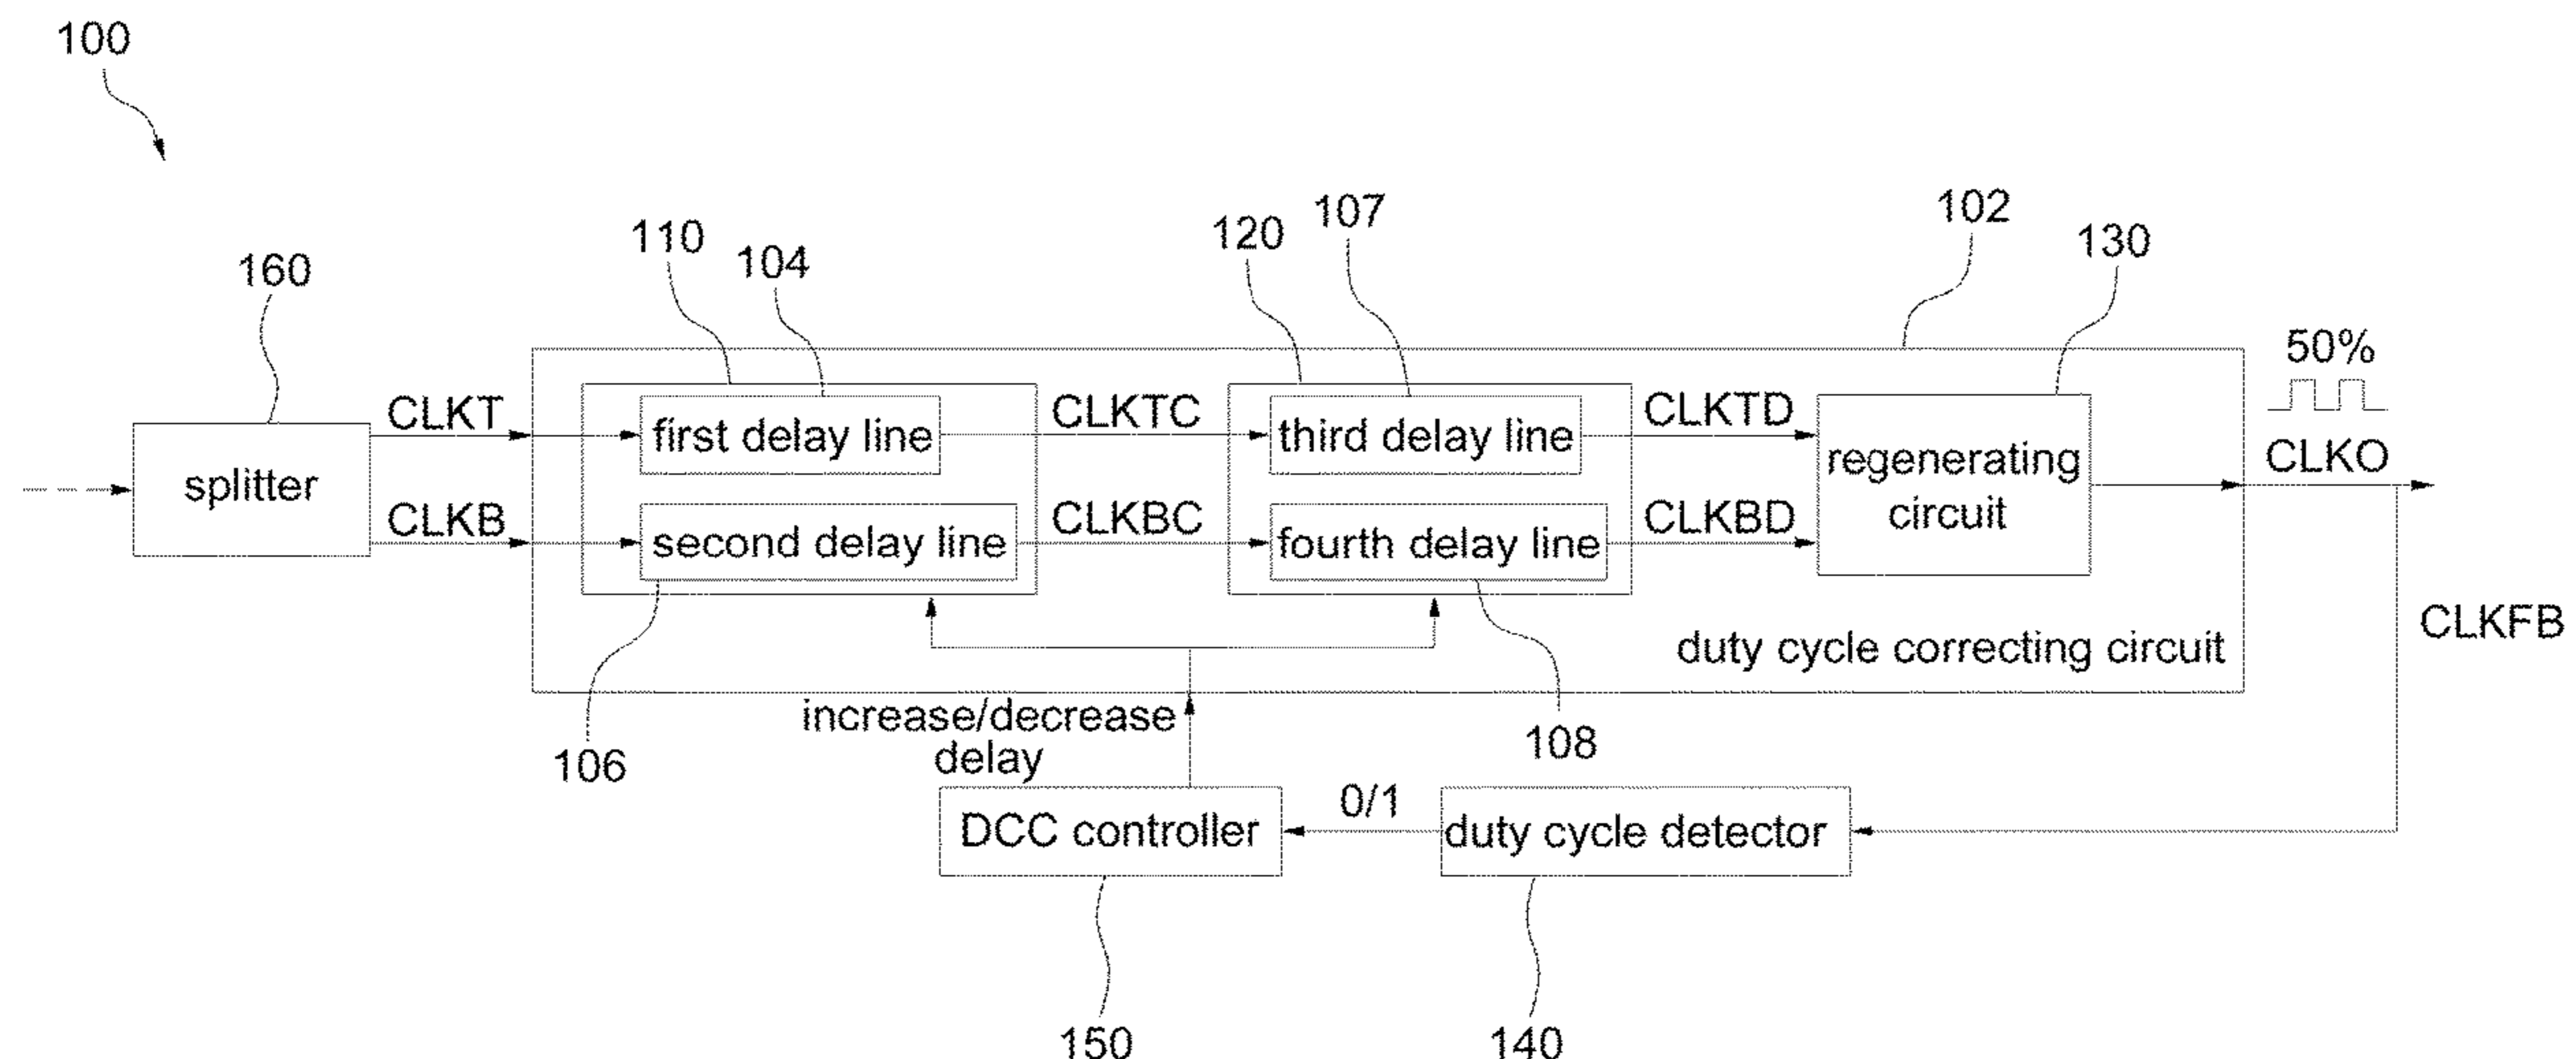 100
102
107
110
120
130
104
160
50%
CLKT
CLKTC
CLKTD
first delay line
third delay line
regenerating
circuit
CLKO
splitter
CLKB
CLKBC
CLKBD
second delay line
fourth delay line
CLKFB
duty cycle correcting circuit
increase/decrease
delay
106
108
0/1
DCC controller
duty cycle detector
150
140